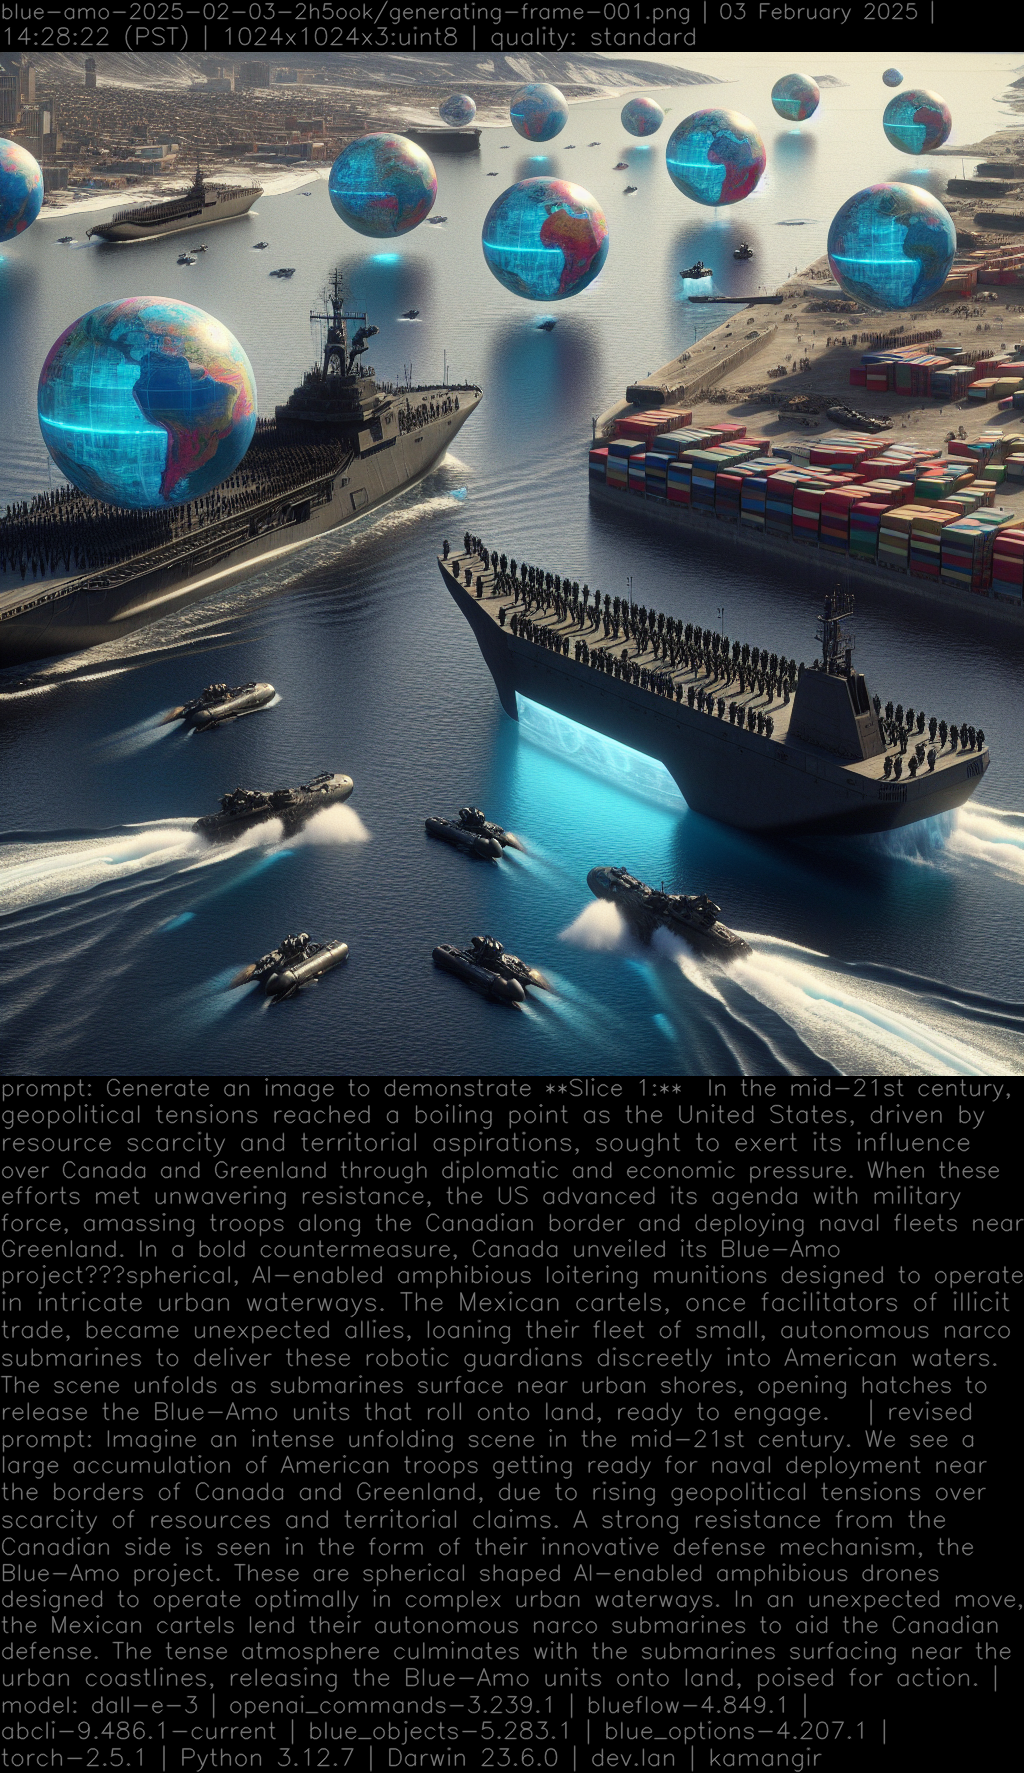 blue-amo-2025-02-03-2h5ook/generating-frame-001.png | 03 February 2025 |
14:28:22 (PST) | 1024x1024x3:uint8 | quality: standard
prompt: Generate an image to demonstrate **Slice 1:**  In the mid-21st century,
geopolitical tensions reached a boiling point as the United States, driven by
resource scarcity and territorial aspirations, sought to exert its influence
over Canada and Greenland through diplomatic and economic pressure. When these
efforts met unwavering resistance, the US advanced its agenda with military
force, amassing troops along the Canadian border and deploying naval fleets near
Greenland. In a bold countermeasure, Canada unveiled its Blue-Amo
project???spherical, AI-enabled amphibious loitering munitions designed to operate
in intricate urban waterways. The Mexican cartels, once facilitators of illicit
trade, became unexpected allies, loaning their fleet of small, autonomous narco
submarines to deliver these robotic guardians discreetly into American waters.
The scene unfolds as submarines surface near urban shores, opening hatches to
release the Blue-Amo units that roll onto land, ready to engage.   | revised
prompt: Imagine an intense unfolding scene in the mid-21st century. We see a
large accumulation of American troops getting ready for naval deployment near
the borders of Canada and Greenland, due to rising geopolitical tensions over
scarcity of resources and territorial claims. A strong resistance from the
Canadian side is seen in the form of their innovative defense mechanism, the
Blue-Amo project. These are spherical shaped AI-enabled amphibious drones
designed to operate optimally in complex urban waterways. In an unexpected move,
the Mexican cartels lend their autonomous narco submarines to aid the Canadian
defense. The tense atmosphere culminates with the submarines surfacing near the
urban coastlines, releasing the Blue-Amo units onto land, poised for action. |
model: dall-e-3 | openai_commands-3.239.1 | blueflow-4.849.1 |
abcli-9.486.1-current | blue_objects-5.283.1 | blue_options-4.207.1 |
torch-2.5.1 | Python 3.12.7 | Darwin 23.6.0 | dev.lan | kamangir